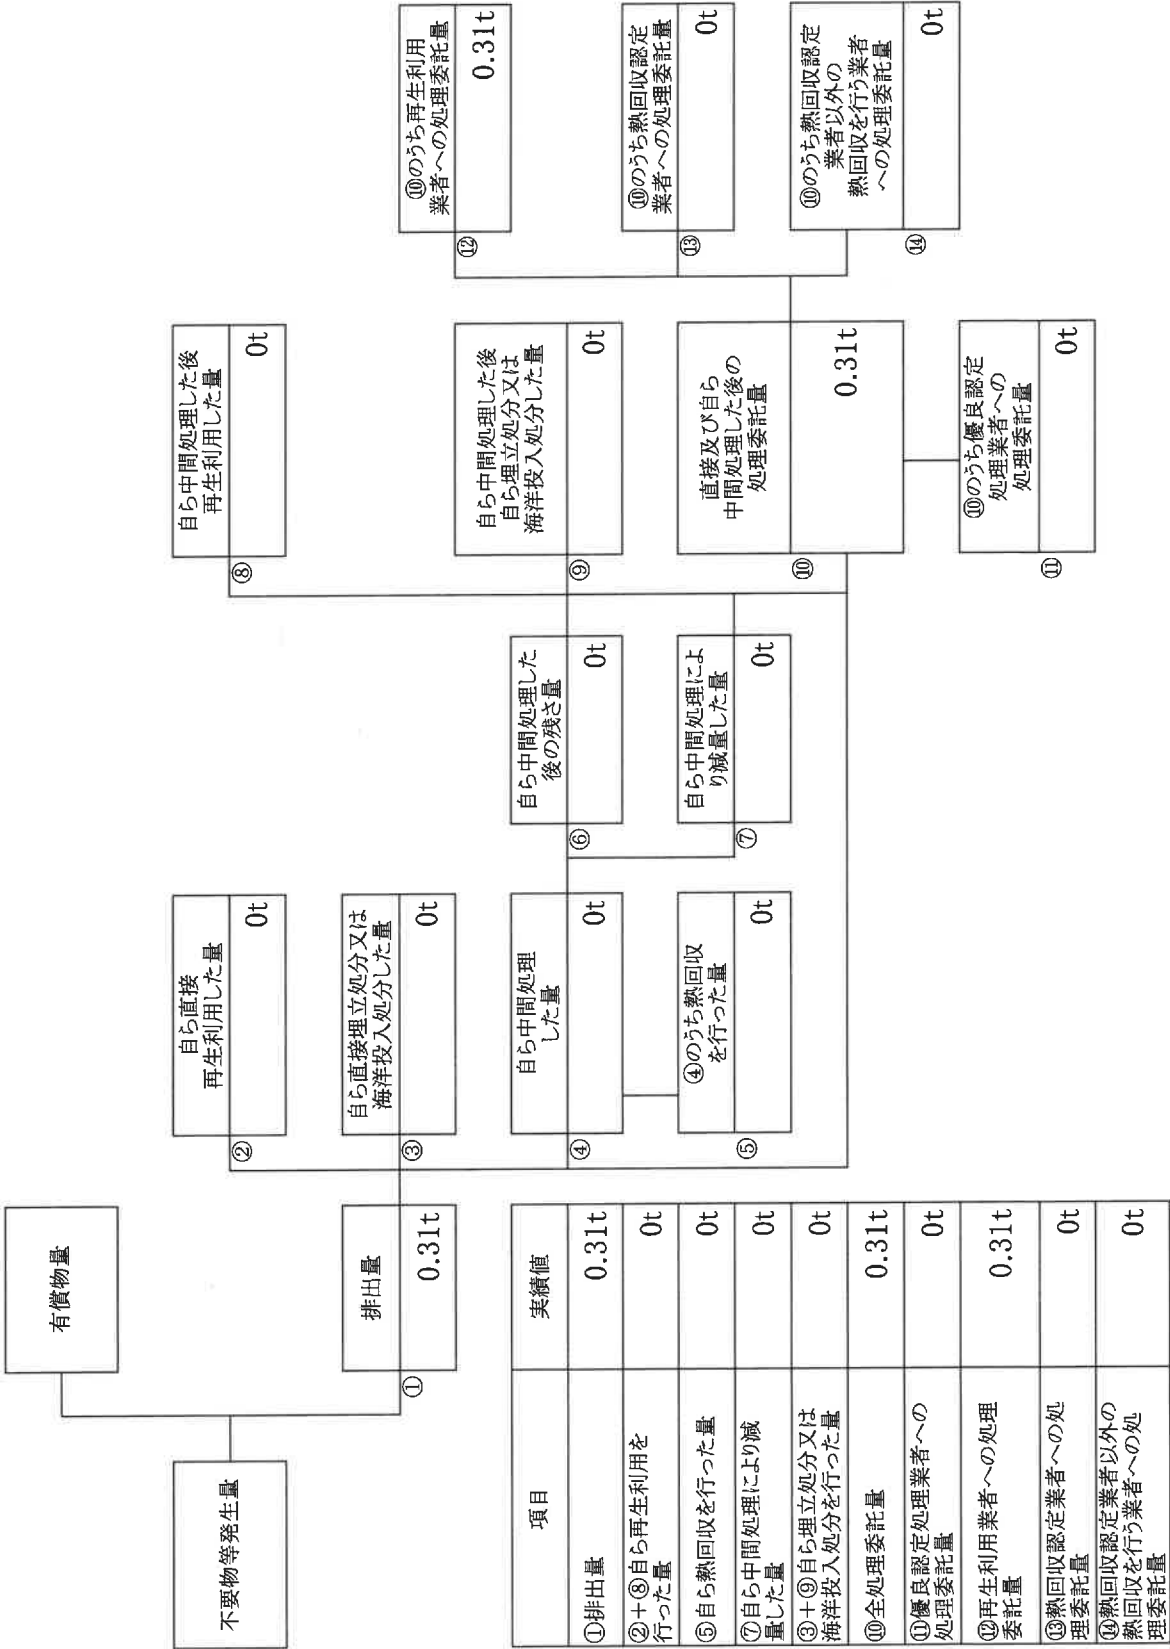 不要物等発生量
有償物量
①
排出量
0.31t
②
自ら直接
再生利用した量
0t
③
自ら直接埋立処分又は
海洋投入処分した量
0t
④
自ら中間処理
した量
0t
⑤
④のうち熱回収
を行った量
0t
⑥
自ら中間処理した
後の残さ量
0t
⑦
自ら中間処理によ
り減量した量
0t
⑧
自ら中間処理した後
再生利用した量
0t
⑨
自ら中間処理した後
自ら埋立処分又は
海洋投入処分した量
0t
⑩
直接及び自ら
中間処理した後の
処理委託量
0.31t
⑪
⑩のうち優良認定
処理業者への
処理委託量
0t
⑫
⑩のうち再生利用
業者への処理委託量
0.31t
⑬
⑩のうち熱回収認定
業者への処理委託量
0t
⑭
⑩のうち熱回収認定
業者以外の
熱回収を行う業者
への処理委託量
0t
項目 実績値
①排出量 0.31t
②+⑧自ら再生利用を
行った量 0t
⑤自ら熱回収を行った量 0t
⑦自ら中間処理により減
量した量 0t
③+⑨自ら埋立処分又は
海洋投入処分を行った量 0t
⑩全処理委託量 0.31t
⑪優良認定処理業者への
処理委託量 0t
⑫再生利用業者への処理
委託量 0.31t
⑬熱回収認定業者への処
理委託量 0t
⑭熱回収認定業者以外の
熱回収を行う業者への処
理委託量 0t